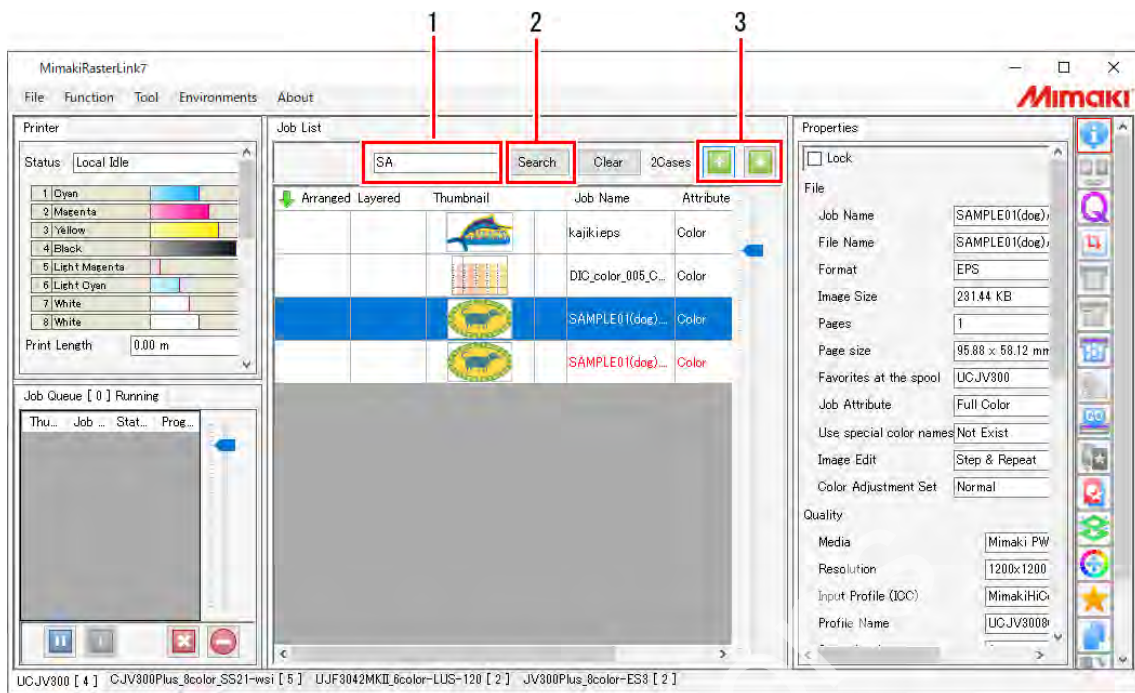 1 2 3
MimakiRasterLink7
File Function Tool Environments About
Mimaki
Printer
Status Local Idle
1 Cyan
2 Magenta
3 Yellow
4 Black
5 Light Magenta
6 Light Cyan
7 White
8 White
Print Length 0.00 m
Job Queue [ 0 ] Running
Thu... Job ... Stat... Prog...
Job List
SA Search Clear 2Cases
Arranged Layered Thumbnail Job Name Attribute
kajiki.eps Color
DIC_color_005_C... Color
SAMPLE01(dog)... Color
SAMPLE01(dog)... Color
Properties
Lock
File
Job Name SAMPLE01(dog)
File Name SAMPLE01(dog)
Format EPS
Image Size 231.44 KB
Pages 1
Page size 95.88 x 58.12 mm
Favorites at the spool UCJV300
Job Attribute Full Color
Use special color names Not Exist
Image Edit Step & Repeat
Color Adjustment Set Normal
Quality
Media Mimaki PW
Resolution 1200x1200
Input Profile (ICC) MimakiHiC
Profile Name UCJV3008
UCJV300 [ 4 ] CJV300Plus_8color_SS21-wsi [ 5 ] UJF3042MKII_6color-LUS-120 [ 2 ] JV300Plus_8color-ES3 [ 2 ]